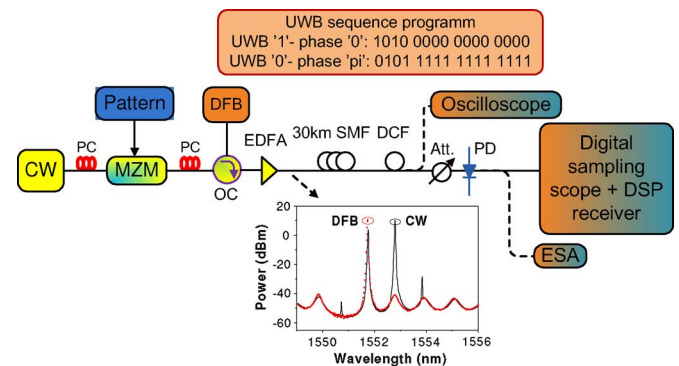 UWB sequence programm
UWB '1'- phase '0': 1010 0000 0000 0000
UWB '0'- phase 'pi': 0101 1111 1111 1111
Pattern
DFB
Oscilloscope
CW
PC
MZM
PC
OC
EDFA
30km SMF
DCF
Att.
PD
Digital
sampling
scope + DSP
receiver
ESA
DFB
CW
Power (dBm)
20
0
-20
-40
-60
1550
1552
1554
1556
Wavelength (nm)